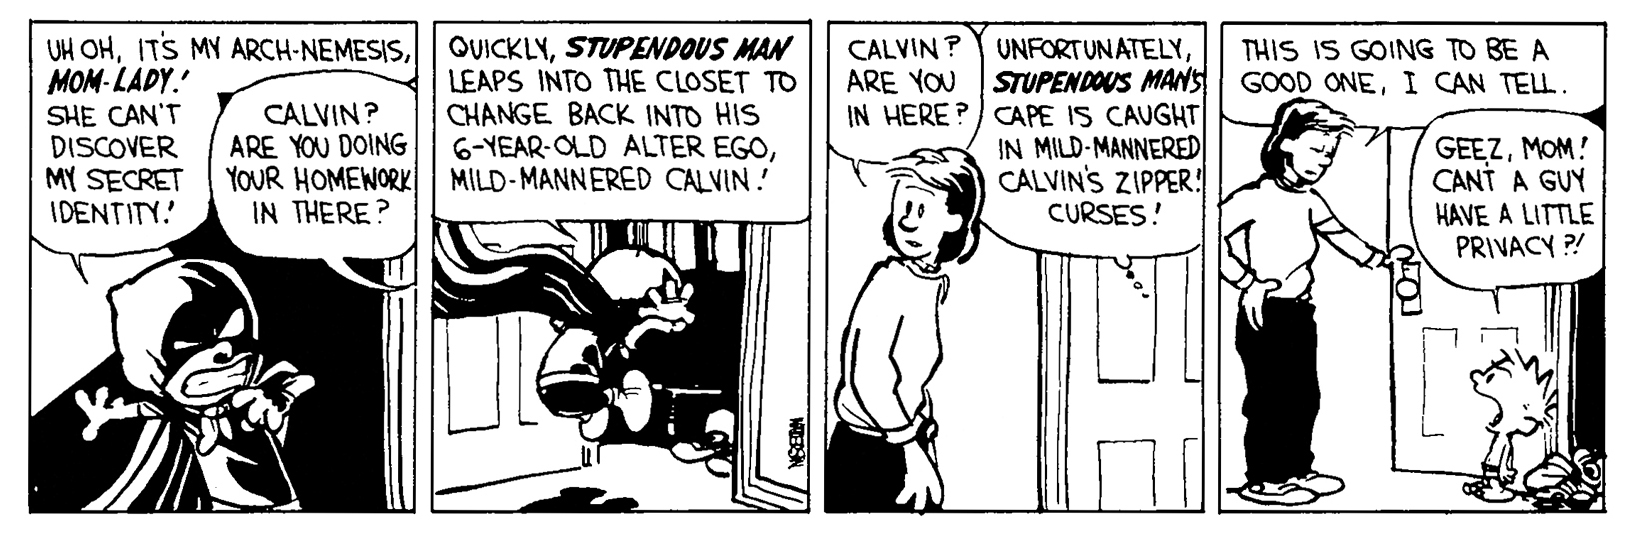 UH OH, IT'S MY ARCH-NEMESIS,
MOM-LADY!
SHE CAN'T
DISCOVER
MY SECRET
IDENTITY!
CALVIN?
ARE YOU DOING
YOUR HOMEWORK
IN THERE?
QUICKLY, STUPENDOUS MAN
LEAPS INTO THE CLOSET TO
CHANGE BACK INTO HIS
6-YEAR-OLD ALTER EGO,
MILD-MANNERED CALVIN!
WATTERSON
CALVIN?
ARE YOU
IN HERE?
UNFORTUNATELY,
STUPENDOUS MAN'S
CAPE IS CAUGHT
IN MILD-MANNERED
CALVIN'S ZIPPER!
CURSES!
THIS IS GOING TO BE A
GOOD ONE, I CAN TELL.
GEEZ, MOM!
CAN'T A GUY
HAVE A LITTLE
PRIVACY?!